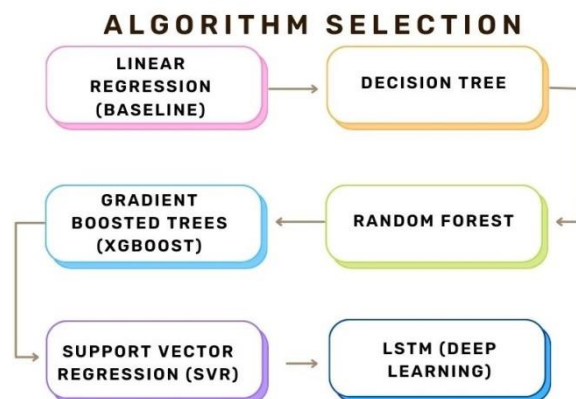 ALGORITHM SELECTION
LINEAR
REGRESSION
(BASELINE)
DECISION TREE
GRADIENT
BOOSTED TREES
(XGBOOST)
RANDOM FOREST
SUPPORT VECTOR
REGRESSION (SVR)
LSTM (DEEP
LEARNING)